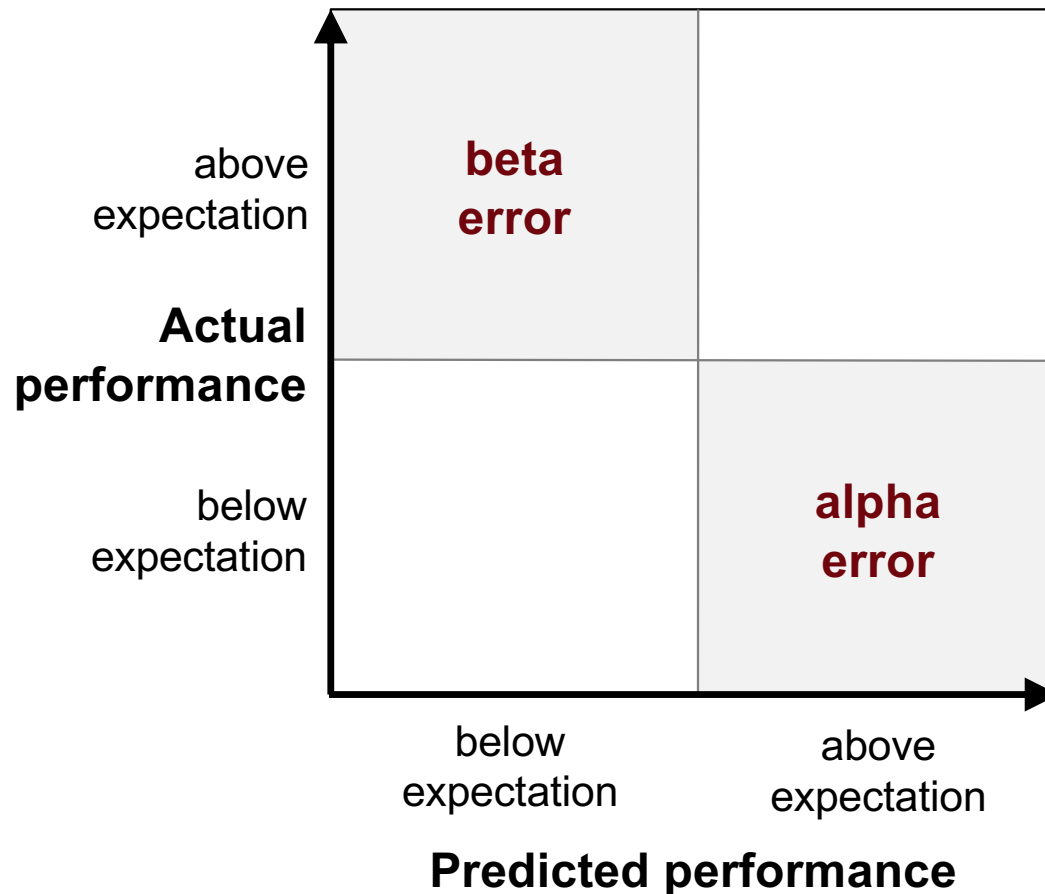 above
expectation
beta
error
Actual
performance
below
expectation
alpha
error
below
expectation
above
expectation
Predicted performance